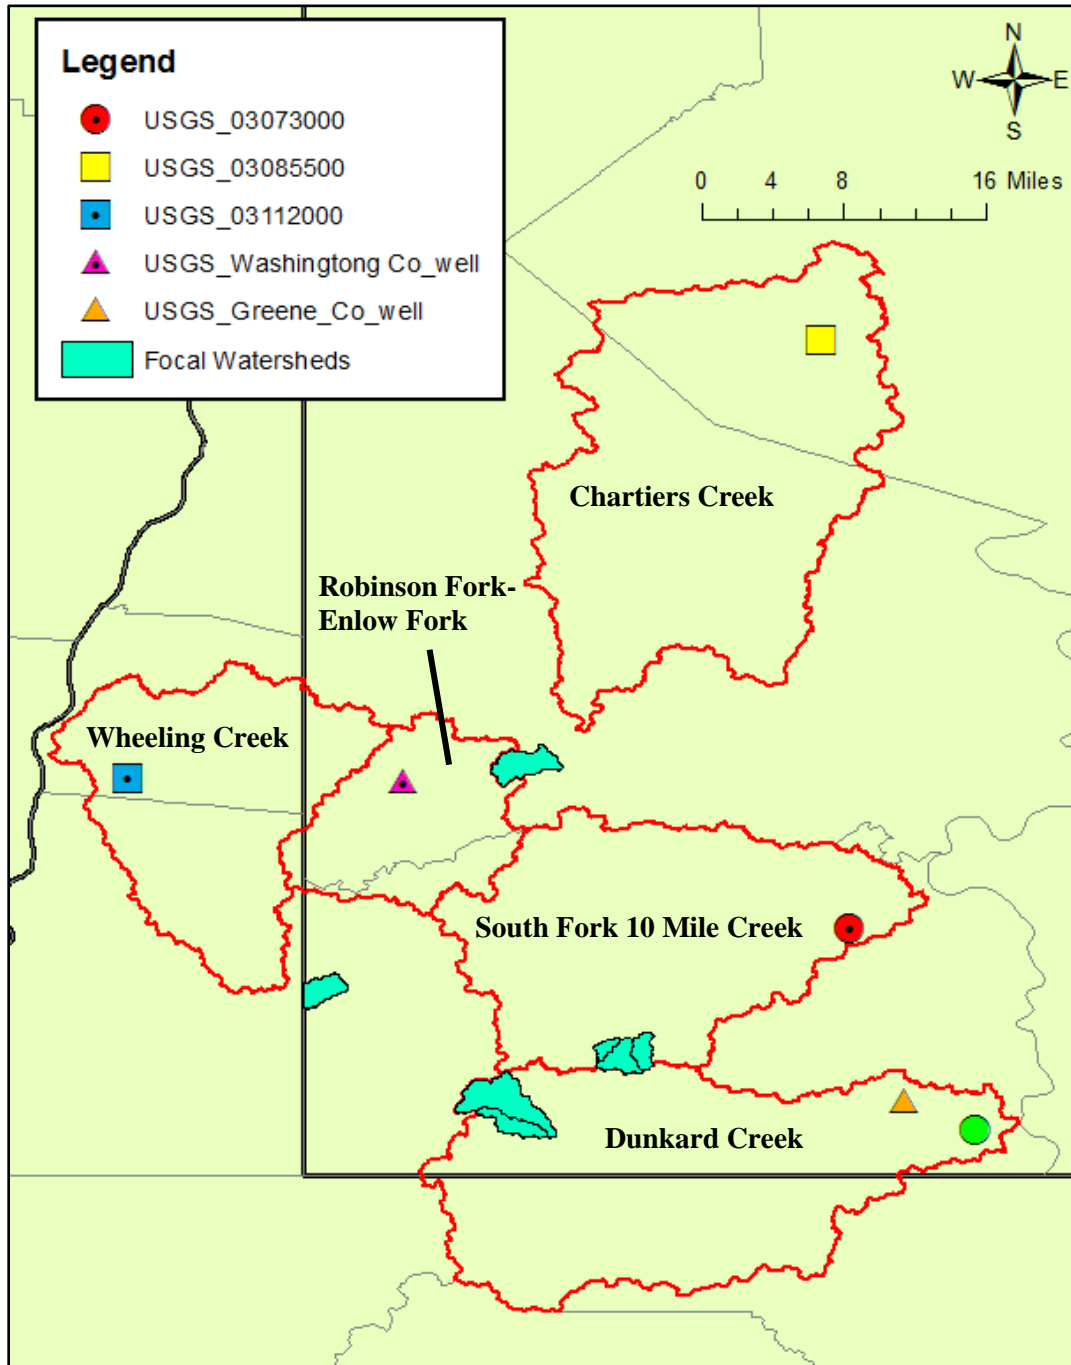 Legend
USGS_03073000
USGS_03085500
USGS_03112000
USGS_Washingtong Co_well
USGS_Greene_Co_well
Focal Watersheds
N
W E
S
0 4 8 16 Miles
Chartiers Creek
Robinson Fork-
Enlow Fork
Wheeling Creek
South Fork 10 Mile Creek
Dunkard Creek